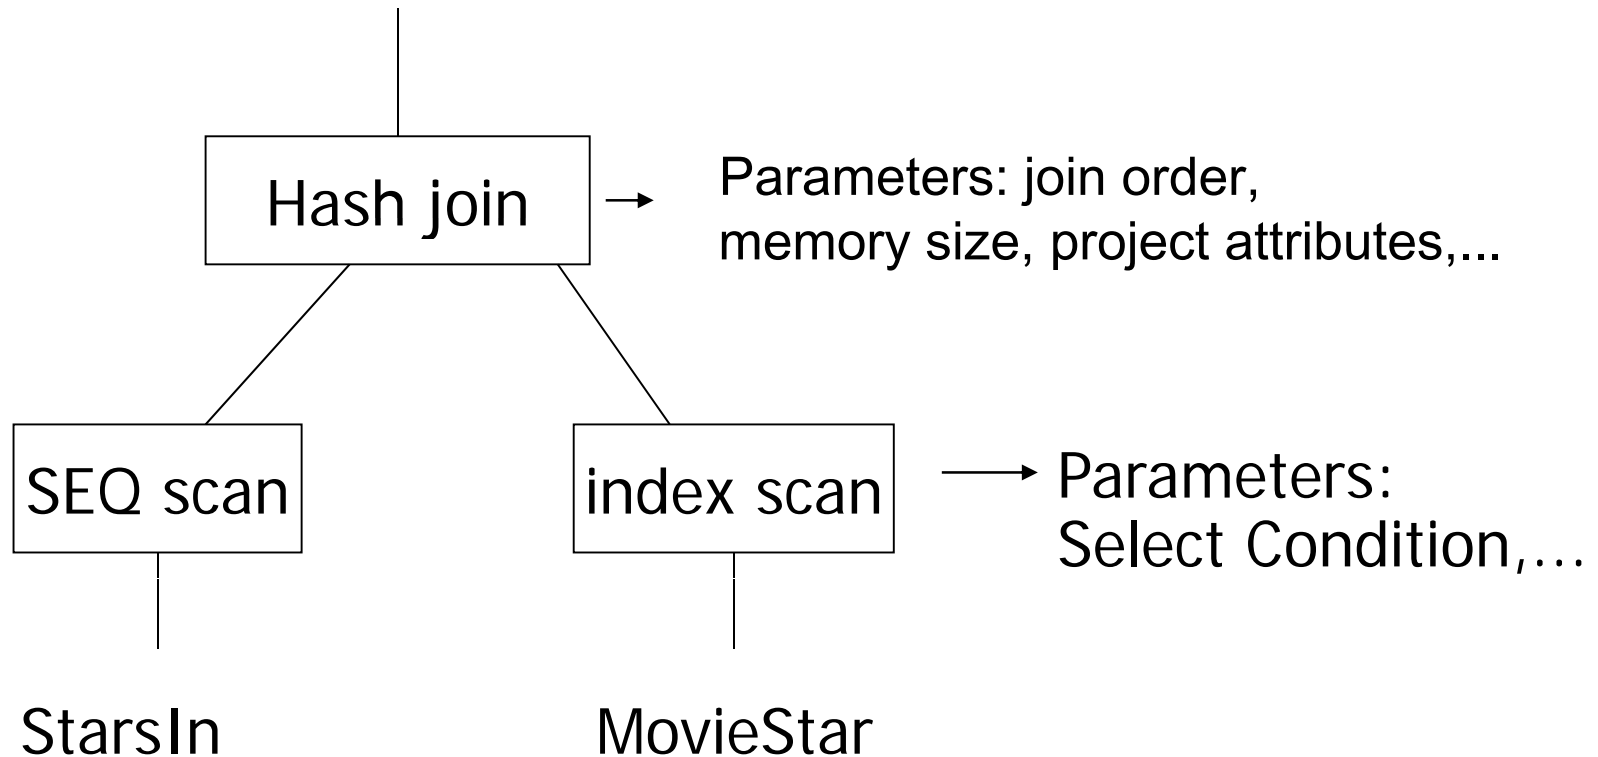 Hash join
Parameters: join order,
memory size, project attributes,...
SEQ scan
index scan
Parameters:
Select Condition,...
StarsIn
MovieStar